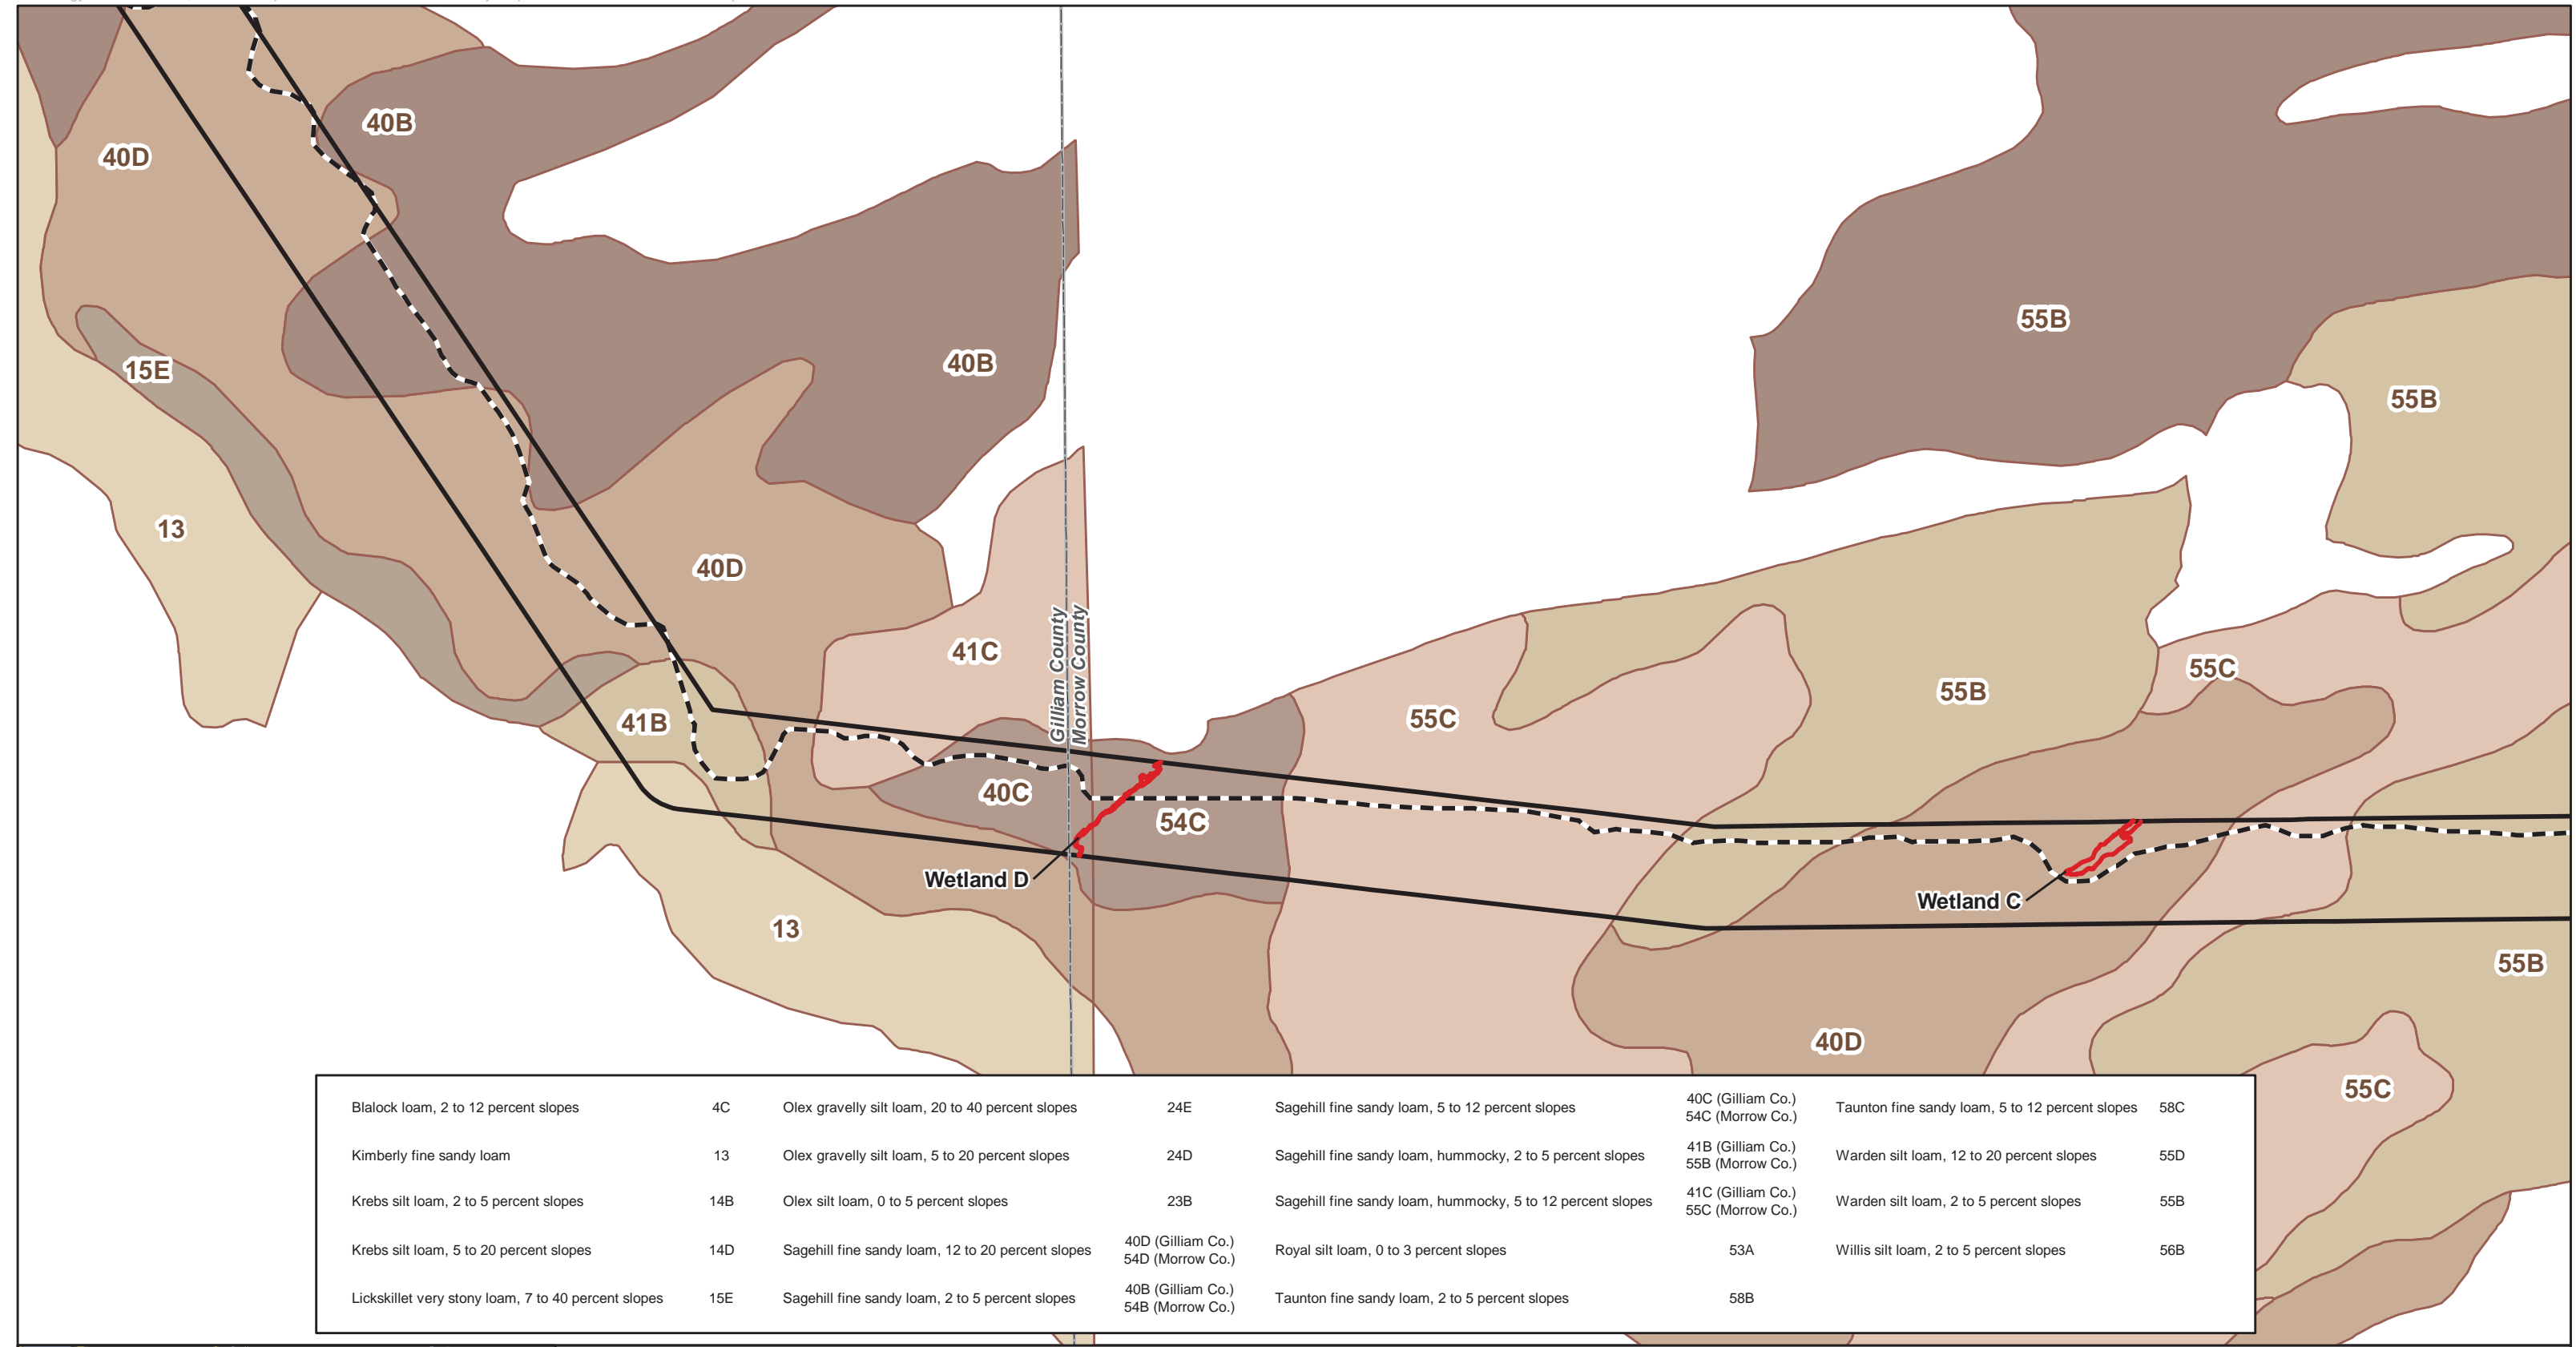 40B
40D
55B
15E
40B
55B
13
40D
41C
Gilliam County
Morrow County
55C
55B
55C
41B
40C
54C
Wetland D
Wetland C
13
55B
40D
55C
Blalock loam, 2 to 12 percent slopes 4C
Kimberly fine sandy loam 13
Krebs silt loam, 2 to 5 percent slopes 14B
Krebs silt loam, 5 to 20 percent slopes 14D
Lickskillet very stony loam, 7 to 40 percent slopes 15E
Olex gravelly silt loam, 20 to 40 percent slopes 24E
Olex gravelly silt loam, 5 to 20 percent slopes 24D
Olex silt loam, 0 to 5 percent slopes 23B
Sagehill fine sandy loam, 12 to 20 percent slopes 40D (Gilliam Co.)
54D (Morrow Co.)
Sagehill fine sandy loam, 2 to 5 percent slopes 40B (Gilliam Co.)
54B (Morrow Co.)
Sagehill fine sandy loam, 5 to 12 percent slopes 40C (Gilliam Co.)
54C (Morrow Co.)
Sagehill fine sandy loam, hummocky, 2 to 5 percent slopes 41B (Gilliam Co.)
55B (Morrow Co.)
Sagehill fine sandy loam, hummocky, 5 to 12 percent slopes 41C (Gilliam Co.)
55C (Morrow Co.)
Royal silt loam, 0 to 3 percent slopes 53A
Taunton fine sandy loam, 2 to 5 percent slopes 58B
Taunton fine sandy loam, 5 to 12 percent slopes 58C
Warden silt loam, 12 to 20 percent slopes 55D
Warden silt loam, 2 to 5 percent slopes 55B
Willis silt loam, 2 to 5 percent slopes 56B